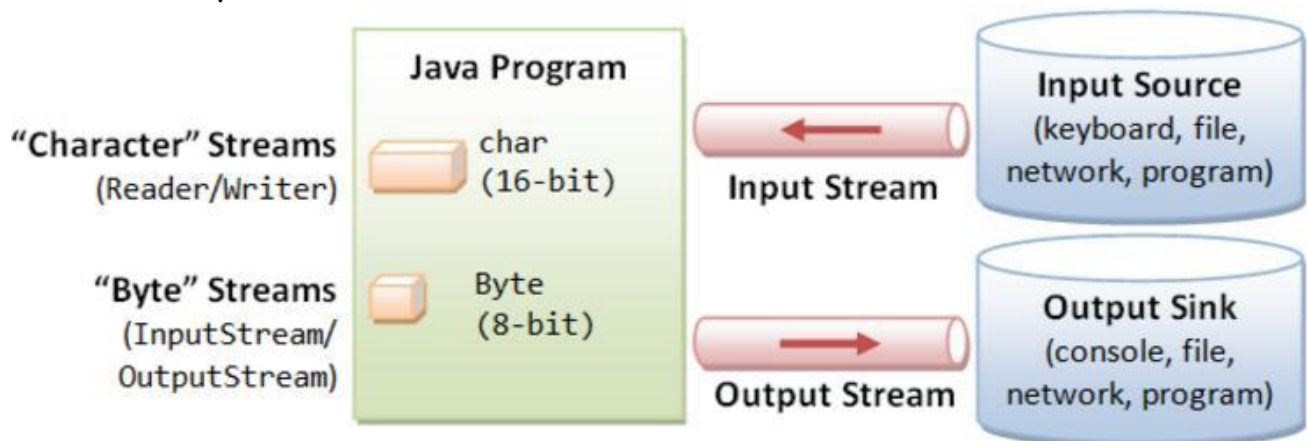 Java Program
“Character” Streams
(Reader/Writer)
char
(16-bit)
“Byte” Streams
(InputStream/
OutputStream)
Byte
(8-bit)
Input Stream
Output Stream
Input Source
(keyboard, file,
network, program)
Output Sink
(console, file,
network, program)